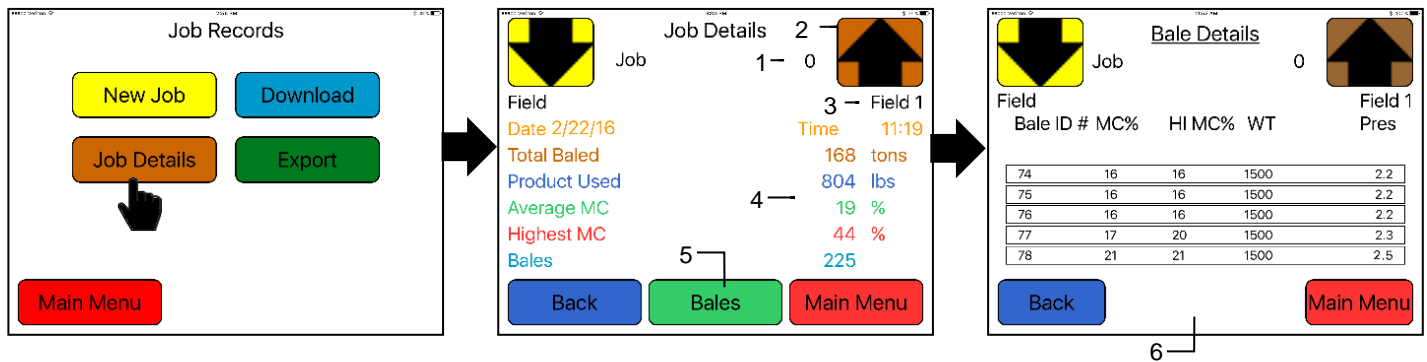 Job Records
New Job Download
Job Details Export
Main Menu
Job Details 2
Job 1 0
Field 3 Field 1
Date 2/22/16 Time 11:19
Total Baled 168 tons
Product Used 804 lbs
Average MC 4 19 %
Highest MC 44 %
Bales 225
5
Back Bales Main Menu
Bale Details
Job 0
Field Field 1
Bale ID # MC% HI MC% WT Pres
74 16 16 1500 2.2
75 16 16 1500 2.2
76 16 16 1500 2.2
77 17 20 1500 2.3
78 21 21 1500 2.5
Back Main Menu
6